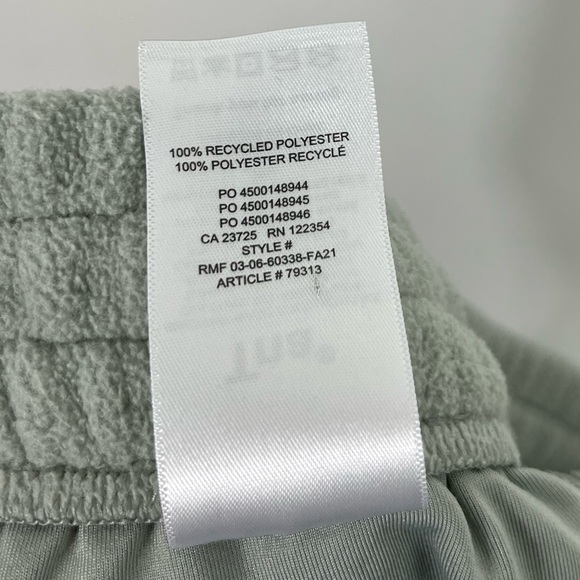 100% RECYCLED POLYESTER
100% POLYESTER RECYCLÉ
PO 4500148944
PO 4500148945
PO 4500148946
CA 23725 RN 122354
STYLE #
RMF 03-06-60338-FA21
ARTICLE # 79313
Tna